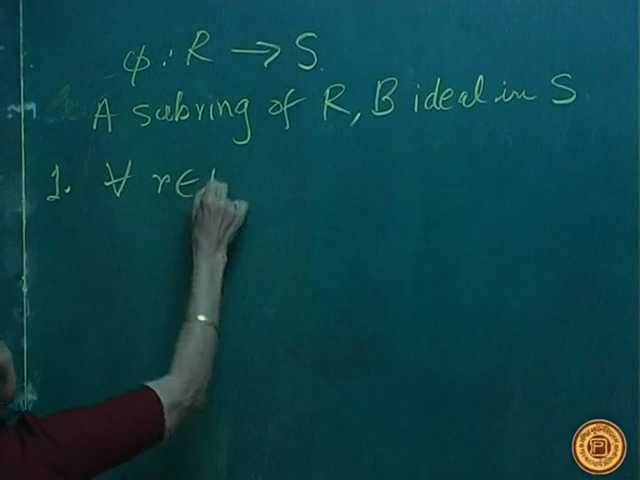 φ : R → S.
A subring of R, B ideal in S.
1. ∀ r ∈